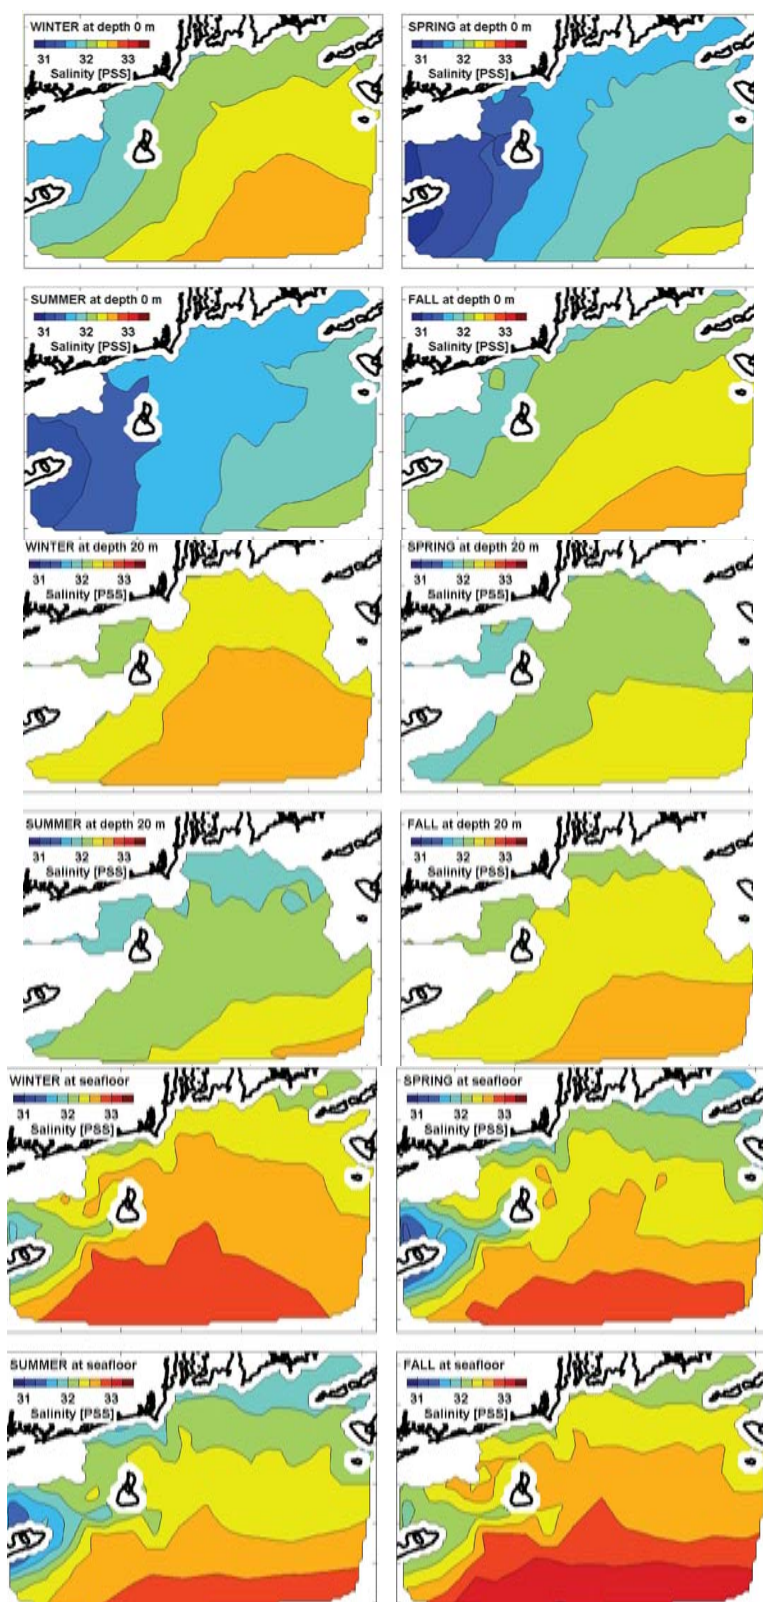 WINTER at depth 0 m
31 32 33
Salinity [PSS]
SPRING at depth 0 m
31 32 33
Salinity [PSS]
SUMMER at depth 0 m
31 32 33
Salinity [PSS]
FALL at depth 0 m
31 32 33
Salinity [PSS]
WINTER at depth 20 m
31 32 33
Salinity [PSS]
SPRING at depth 20 m
31 32 33
Salinity [PSS]
SUMMER at depth 20 m
31 32 33
Salinity [PSS]
FALL at depth 20 m
31 32 33
Salinity [PSS]
WINTER at seafloor
31 32 33
Salinity [PSS]
SPRING at seafloor
31 32 33
Salinity [PSS]
SUMMER at seafloor
31 32 33
Salinity [PSS]
FALL at seafloor
31 32 33
Salinity [PSS]